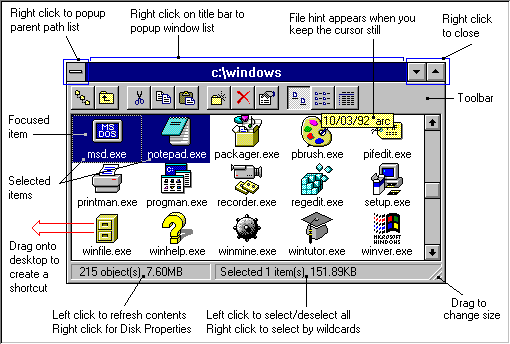 Right click to popup
parent path list
Right click on title bar to
popup window list
File hint appears when you
keep the cursor still
Right click
to close
c:\windows
Toolbar
Focused
item
Selected
items
Drag onto
desktop to
create a
shortcut
MS
DOS
10/03/92 arc
msd.exe
notepad.exe
packager.exe
pbrush.exe
pifedit.exe
printman.exe
progman.exe
recorder.exe
regedit.exe
setup.exe
MICROSOFT
WINDOWS
winfile.exe
winhelp.exe
winmine.exe
wintutor.exe
winver.exe
215 object(s), 7.60MB
Selected 1 item(s), 151.89KB
Left click to refresh contents
Right click for Disk Properties
Left click to select/deselect all
Right click to select by wildcards
Drag to
change size